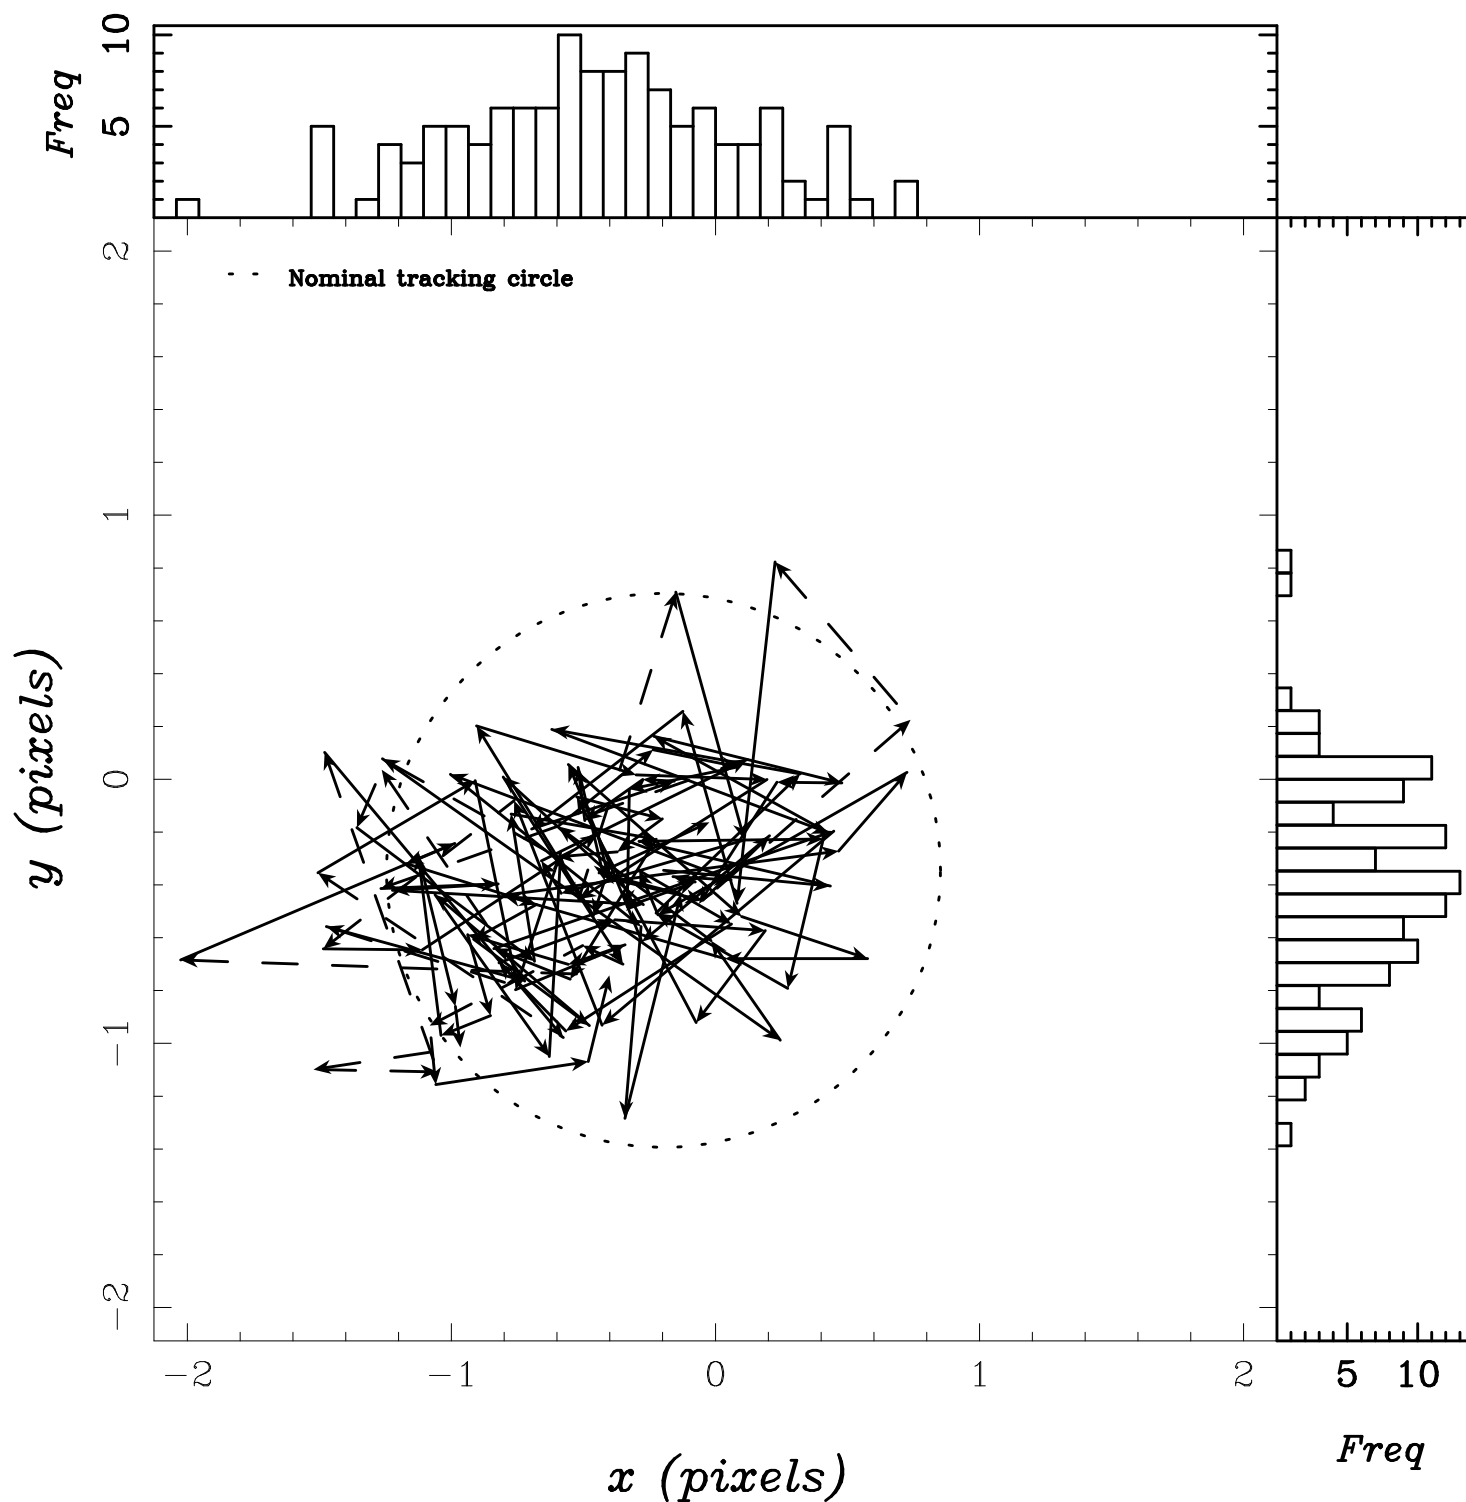 Freq
10
5
2
1
0
-1
-2
Nominal tracking circle
y (pixels)
-2 -1 0 1 2
5 10
Freq
x (pixels)